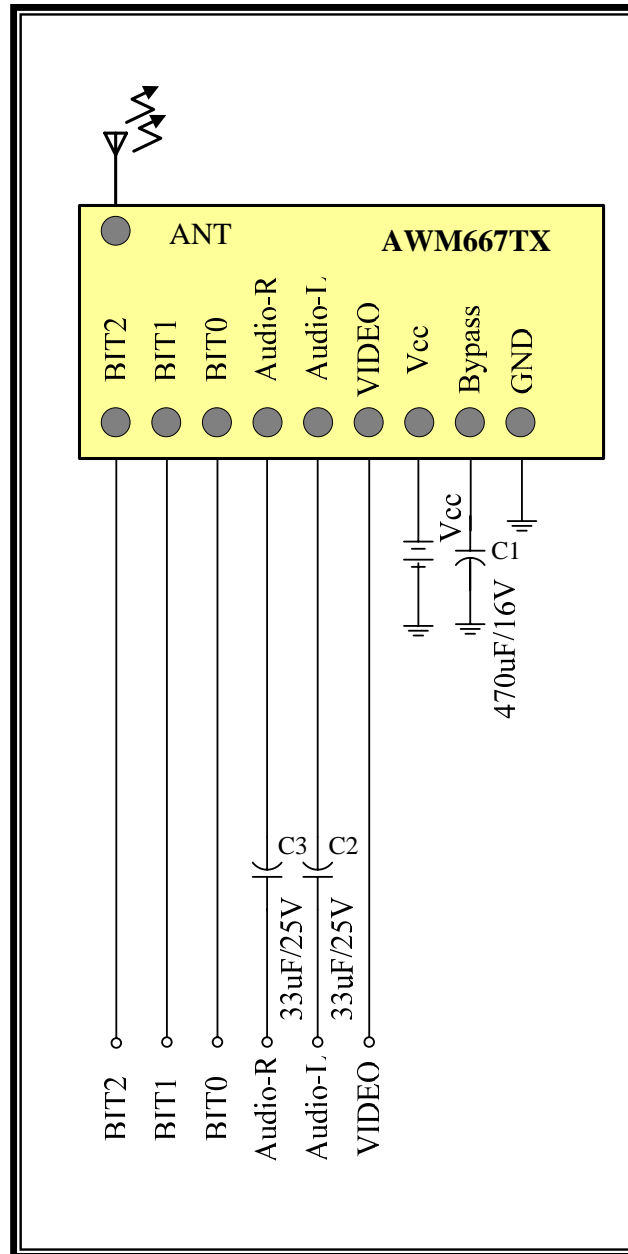 ANT
AWM667TX
BIT2
BIT1
BIT0
Audio-R
Audio-L
VIDEO
Vcc
Bypass
GND
Vcc
C1
470uF/16V
C3
C2
33uF/25V
33uF/25V
BIT2
BIT1
BIT0
Audio-R
Audio-L
VIDEO